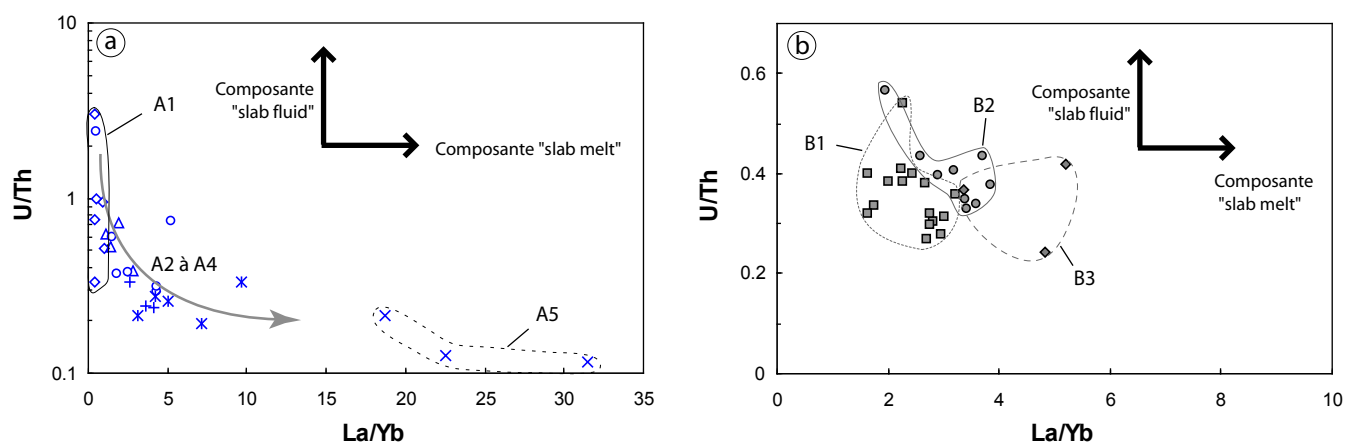 a
10
1
0.1
U/Th
A1
Composante
"slab fluid"
Composante "slab melt"
A2 à A4
A5
0 5 10 15 20 25 30 35
La/Yb
b
0.6
0.4
0.2
0
U/Th
B1
B2
B3
Composante
"slab fluid"
Composante
"slab melt"
0 2 4 6 8 10
La/Yb